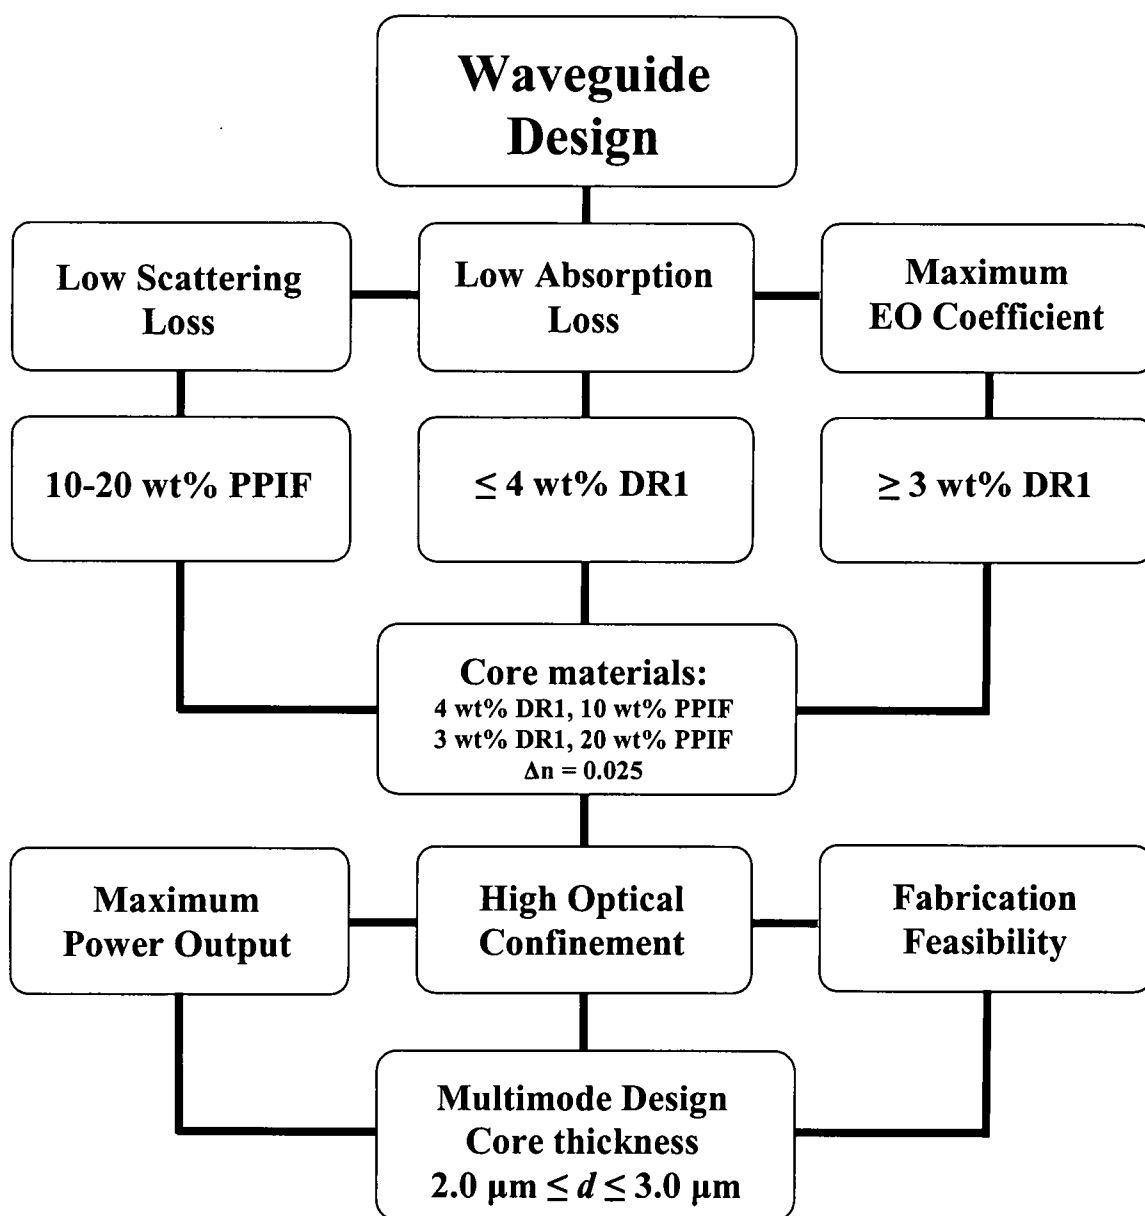 Waveguide
Design
Low Scattering
Loss
Low Absorption
Loss
Maximum
EO Coefficient
10-20 wt% PPIF
≤ 4 wt% DR1
≥ 3 wt% DR1
Core materials:
4 wt% DR1, 10 wt% PPIF
3 wt% DR1, 20 wt% PPIF
Δn = 0.025
Maximum
Power Output
High Optical
Confinement
Fabrication
Feasibility
Multimode Design
Core thickness
2.0 μm ≤ d ≤ 3.0 μm